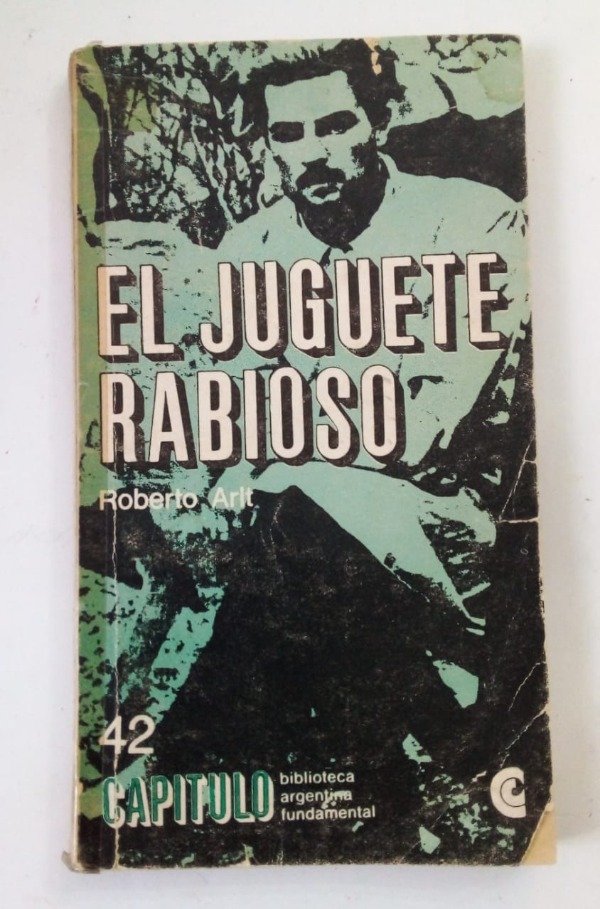 EL JUGUETE
RABIOSO
Roberto Arlt
42
CAPITULO
biblioteca
argentina
fundamental